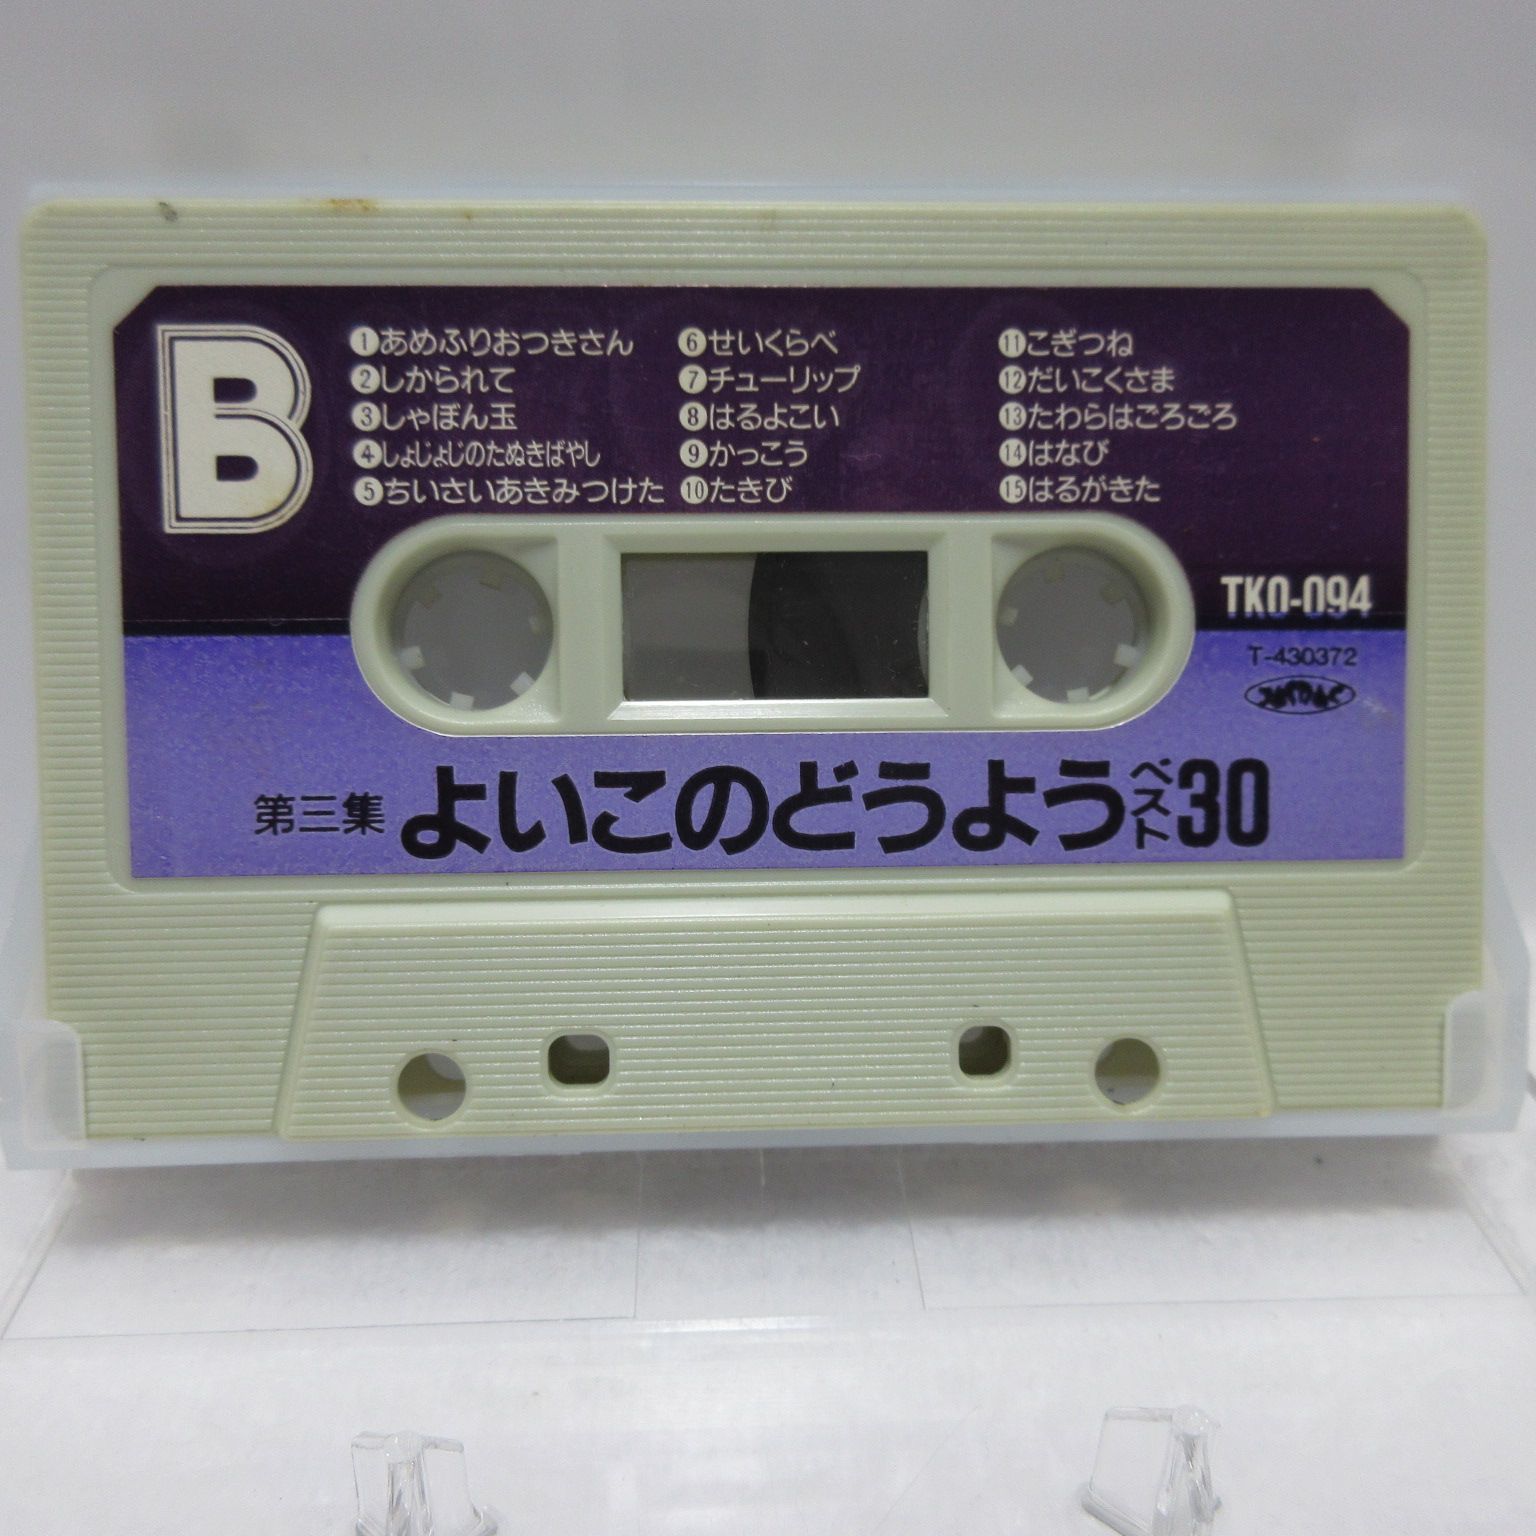 B
①あめふりおつきさん
②しかられて
③しゃぼん玉
④しょじょじのたぬきばやし
⑤ちいさいあきみつけた
⑥せいくらべ
⑦チューリップ
⑧はるよこい
⑨かっこう
⑩たきび
⑪こぎつね
⑫だいこくさま
⑬たわらはごろごろ
⑭はなび
⑮はるがきた
TKO-094
T-430372
第三集 よいこのどうようベスト30